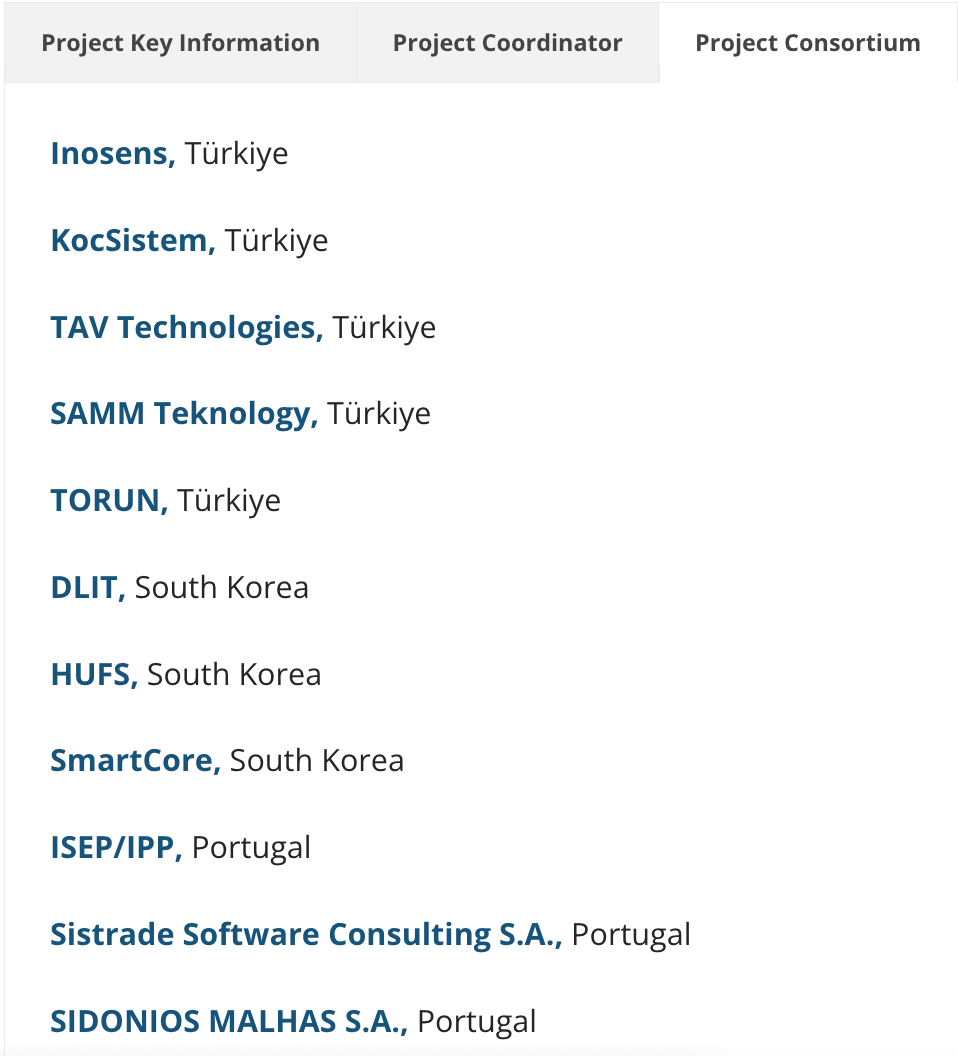 Project Key Information Project Coordinator Project Consortium
Inosens, Türkiye
KocSistem, Türkiye
TAV Technologies, Türkiye
SAMM Teknology, Türkiye
TORUN, Türkiye
DLIT, South Korea
HUFS, South Korea
SmartCore, South Korea
ISEP/IPP, Portugal
Sistrade Software Consulting S.A., Portugal
SIDONIOS MALHAS S.A., Portugal